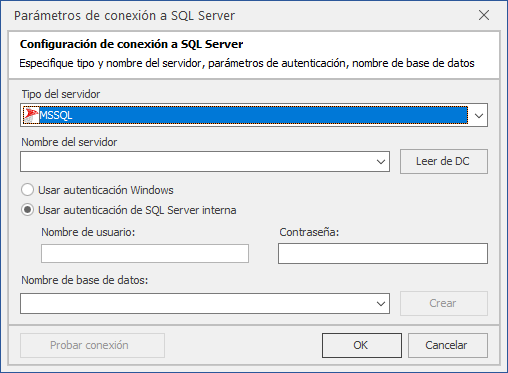 Parámetros de conexión a SQL Server
Configuración de conexión a SQL Server
Especifique tipo y nombre del servidor, parámetros de autenticación, nombre de base de datos
Tipo del servidor
MSSQL
Nombre del servidor
Leer de DC
Usar autenticación Windows
Usar autenticación de SQL Server interna
Nombre de usuario:
Contraseña:
Nombre de base de datos:
Crear
Probar conexión
OK
Cancelar